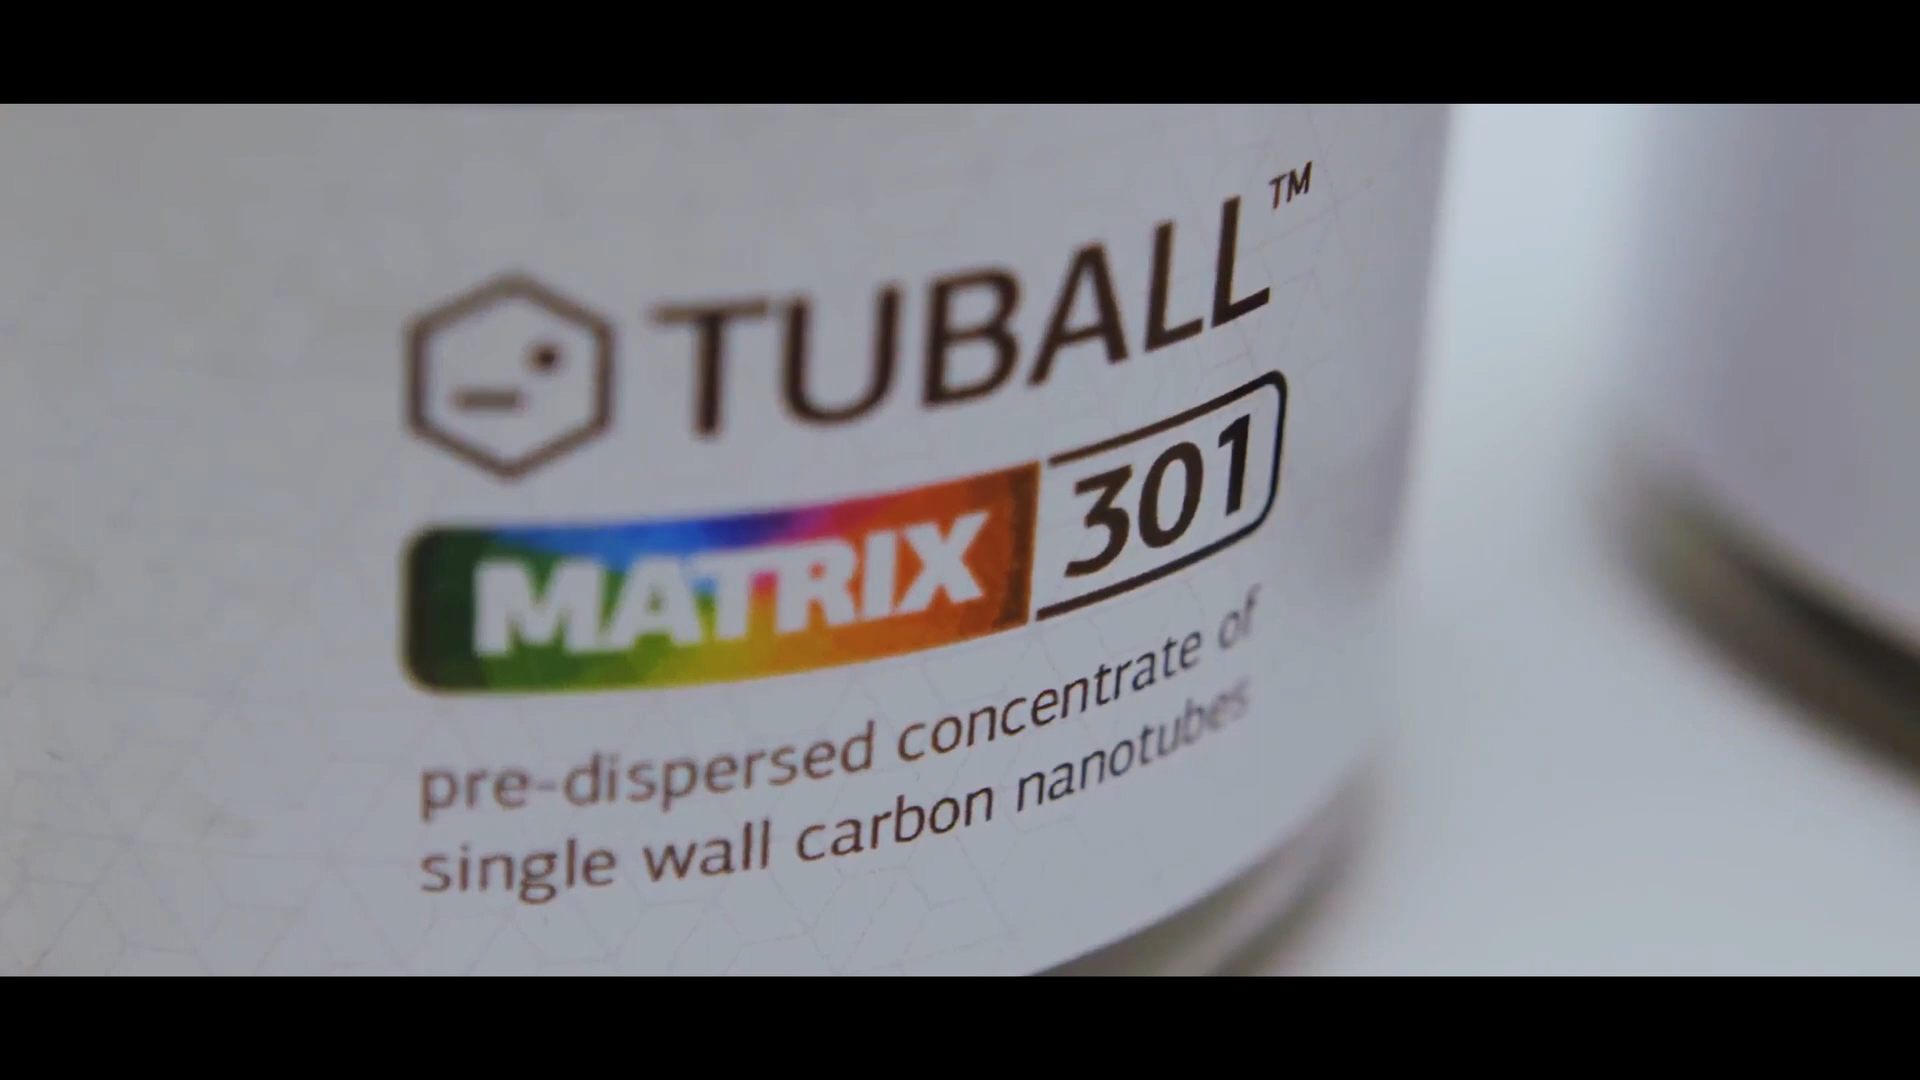 TUBALL™
MATRIX 301
pre-dispersed concentrate of
single wall carbon nanotubes